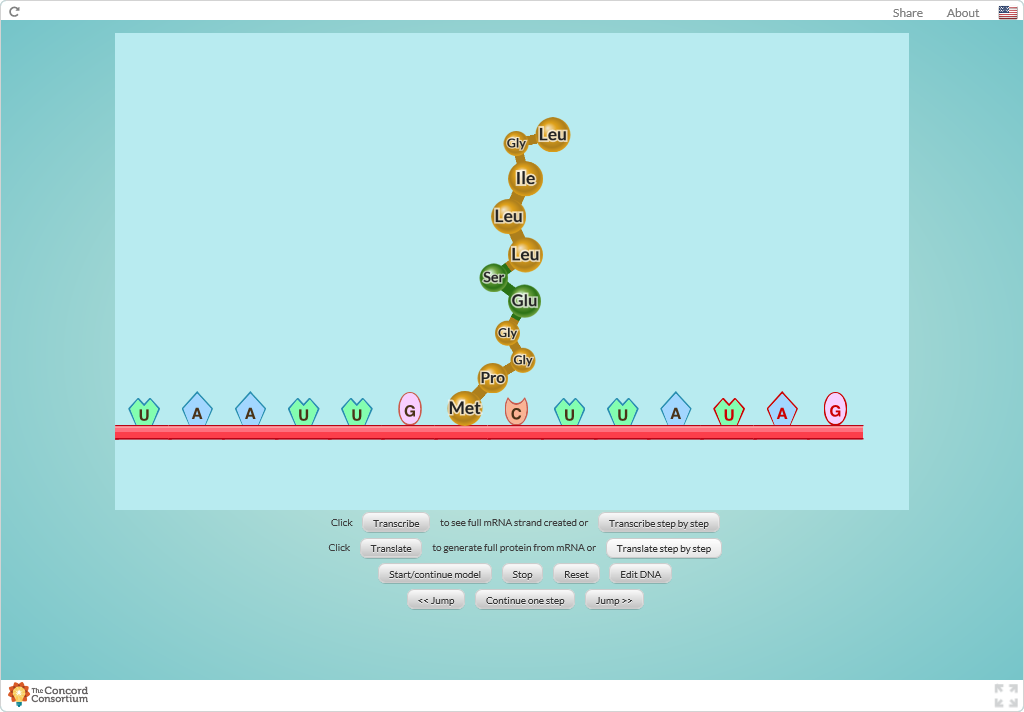 Share About
Leu
Gly
Ile
Leu
Leu
Ser
Glu
Gly
Gly
Pro
Met
U A A U U G C U U A U A G
Click Transcribe to see full mRNA strand created or Transcribe step by step
Click Translate to generate full protein from mRNA or Translate step by step
Start/continue model Stop Reset Edit DNA
<< Jump Continue one step Jump >>
The Concord
Consortium